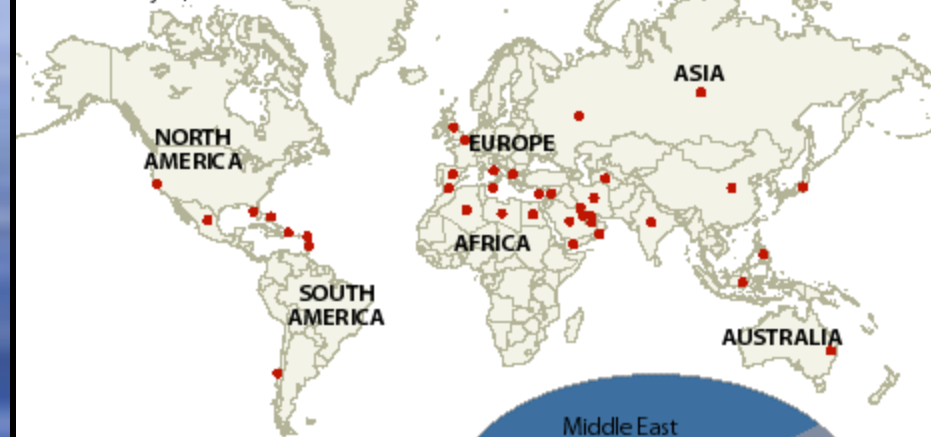 ASIA
NORTH
AMERICA
EUROPE
AFRICA
SOUTH
AMERICA
AUSTRALIA
Middle East